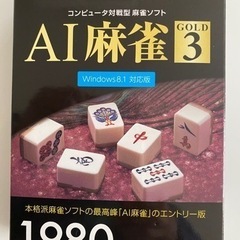 コンピュータ対戦型 麻雀ソフト
AI麻雀 GOLD 3
Windows8.1 対応版
本格派麻雀ソフトの最高峰「AI麻雀」のエントリー版
1980